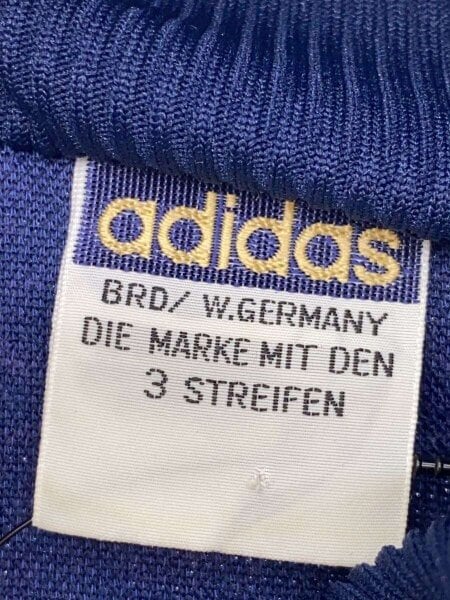 adidas
BRD/ W.GERMANY
DIE MARKE MIT DEN
3 STREIFEN